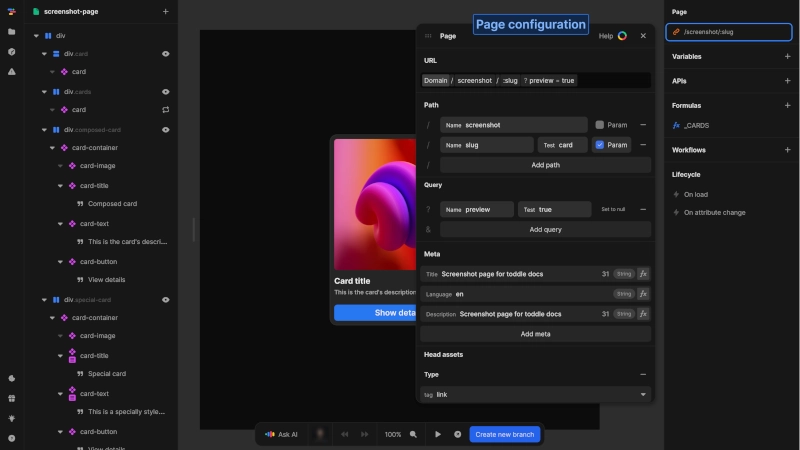 screenshot-page
div
div.card
card
div.cards
card
div.composed-card
card-container
card-image
card-title
Composed card
card-text
This is the card's descri...
card-button
View details
div.special-card
card-container
card-image
card-title
Special card
card-text
This is a specially style...
card-button
View details
Card title
This is the card's description
Show deta
Page configuration
Page
Help
URL
Domain / screenshot / :slug ? preview = true
Path
/ Name screenshot Param
/ Name slug Test card Param
/ Add path
Query
? Name preview Test true Set to null
& Add query
Meta
Title Screenshot page for toddle docs 31 String fx
Language en String fx
Description Screenshot page for toddle docs 31 String fx
Add meta
Head assets
Type
tag link
Ask AI
100%
Create new branch
Page
/screenshot/:slug
Variables
APIs
Formulas
fx _CARDS
Workflows
Lifecycle
On load
On attribute change